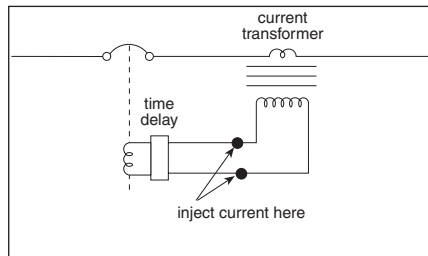 current
transformer
time
delay
inject current here